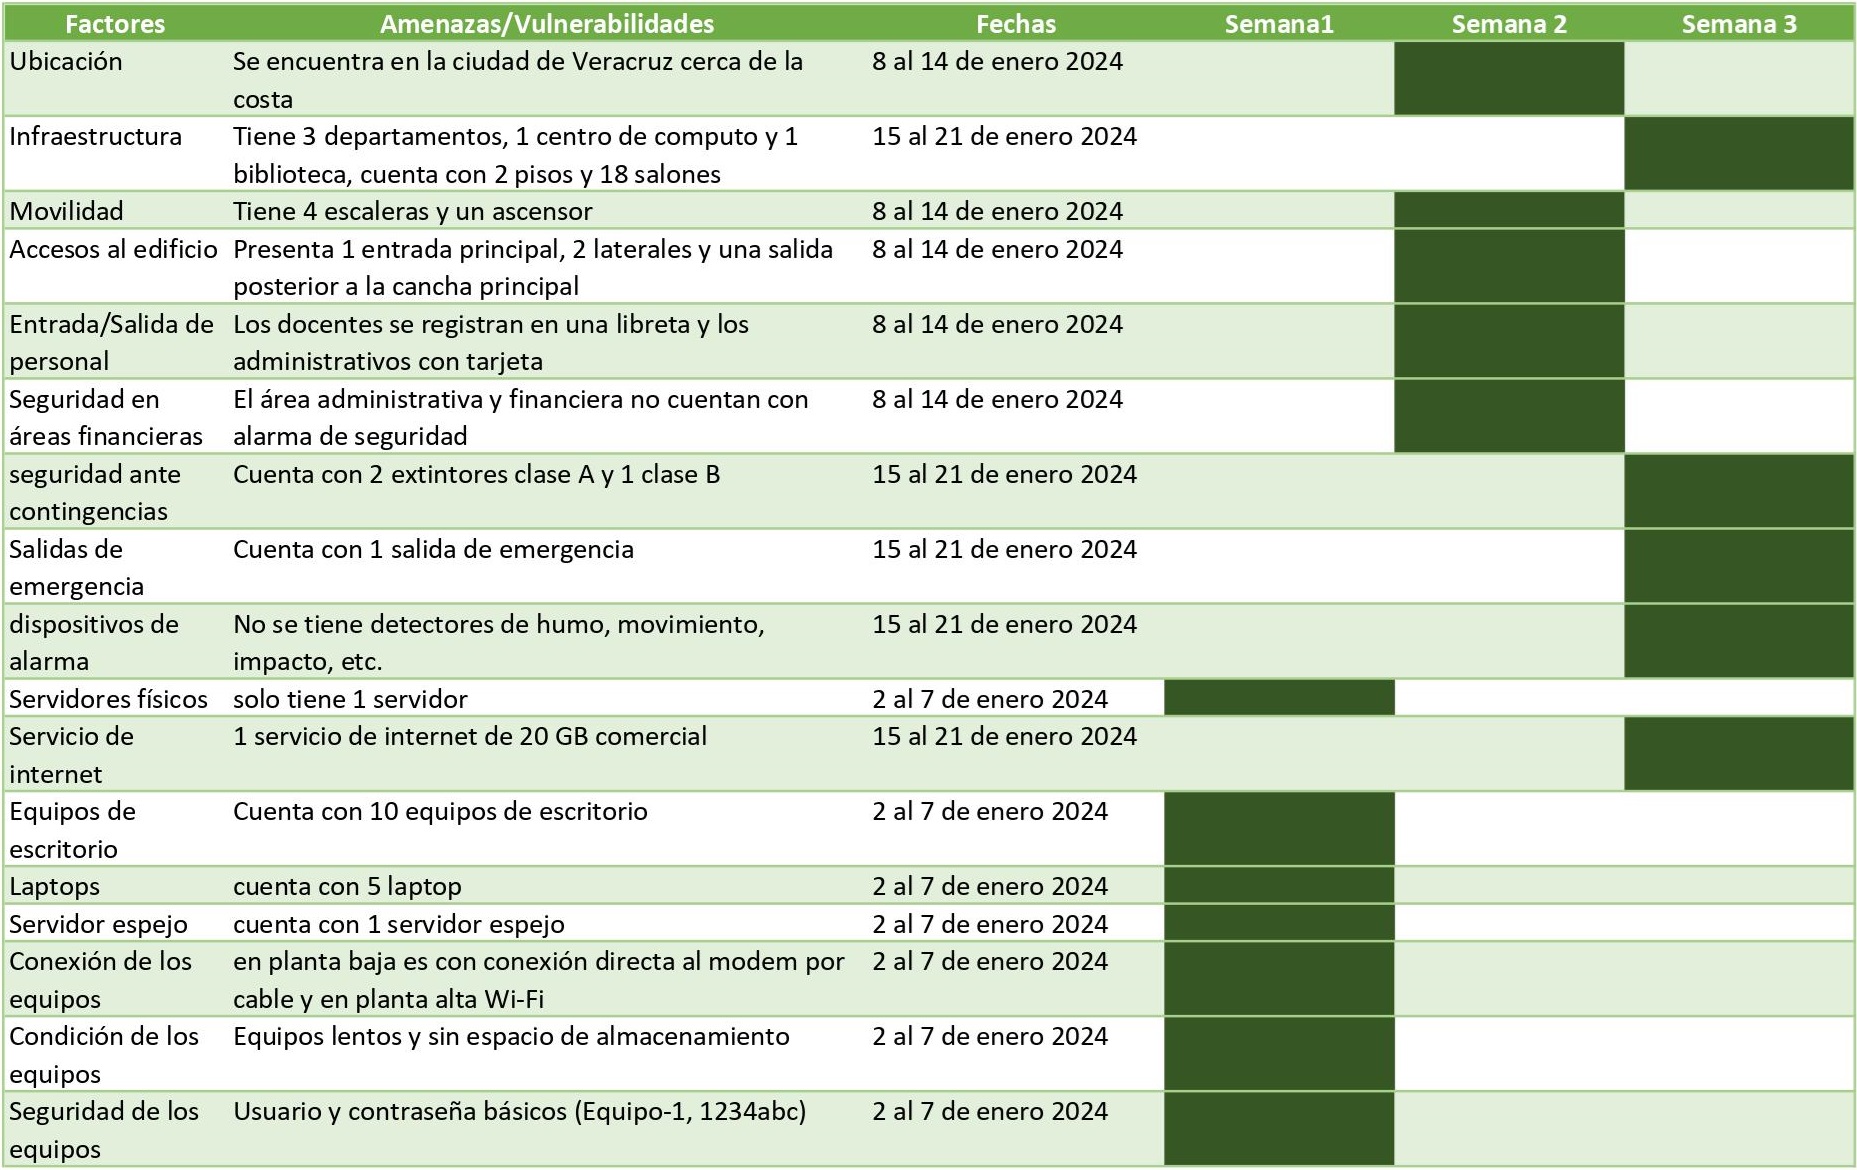 Factores Amenazas/Vulnerabilidades Fechas Semana1 Semana 2 Semana 3
Ubicación Se encuentra en la ciudad de Veracruz cerca de la 8 al 14 de enero 2024
costa
Infraestructura Tiene 3 departamentos, 1 centro de computo y 1 15 al 21 de enero 2024
biblioteca, cuenta con 2 pisos y 18 salones
Movilidad Tiene 4 escaleras y un ascensor 8 al 14 de enero 2024
Accesos al edificio Presenta 1 entrada principal, 2 laterales y una salida 8 al 14 de enero 2024
posterior a la cancha principal
Entrada/Salida de Los docentes se registran en una libreta y los 8 al 14 de enero 2024
personal administrativos con tarjeta
Seguridad en El área administrativa y financiera no cuentan con 8 al 14 de enero 2024
áreas financieras alarma de seguridad
seguridad ante Cuenta con 2 extintores clase A y 1 clase B 15 al 21 de enero 2024
contingencias
Salidas de Cuenta con 1 salida de emergencia 15 al 21 de enero 2024
emergencia
dispositivos de No se tiene detectores de humo, movimiento, 15 al 21 de enero 2024
alarma impacto, etc.
Servidores físicos solo tiene 1 servidor 2 al 7 de enero 2024
Servicio de 1 servicio de internet de 20 GB comercial 15 al 21 de enero 2024
internet
Equipos de Cuenta con 10 equipos de escritorio 2 al 7 de enero 2024
escritorio
Laptops cuenta con 5 laptop 2 al 7 de enero 2024
Servidor espejo cuenta con 1 servidor espejo 2 al 7 de enero 2024
Conexión de los en planta baja es con conexión directa al modem por 2 al 7 de enero 2024
equipos cable y en planta alta Wi-Fi
Condición de los Equipos lentos y sin espacio de almacenamiento 2 al 7 de enero 2024
equipos
Seguridad de los Usuario y contraseña básicos (Equipo-1, 1234abc) 2 al 7 de enero 2024
equipos